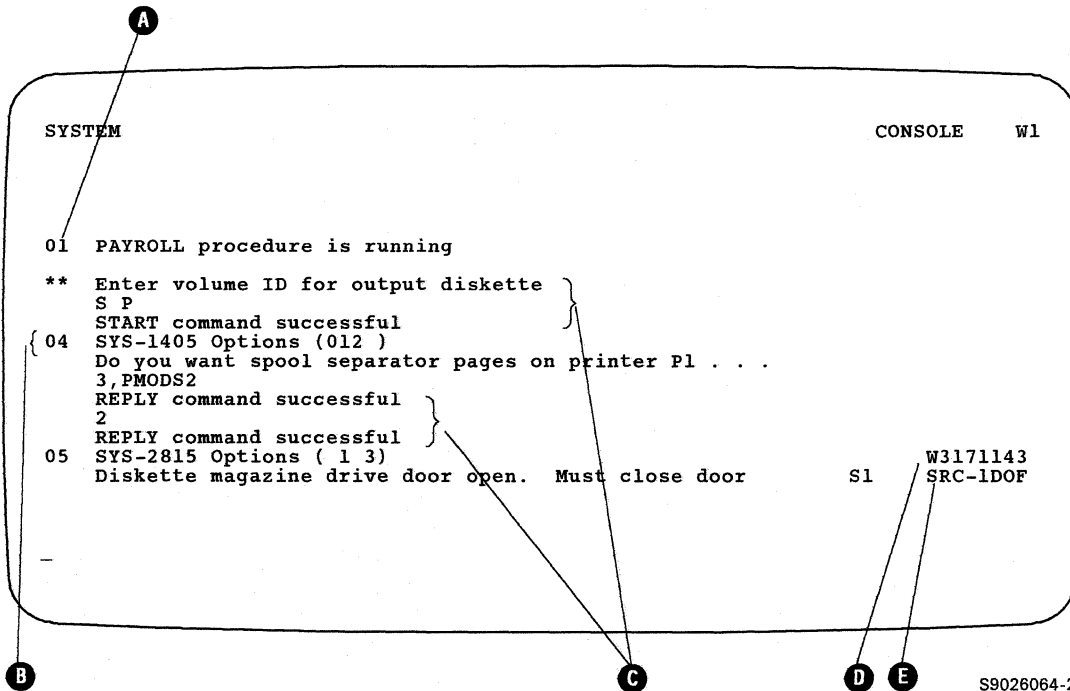 A
SYSTEM CONSOLE W1
01 PAYROLL procedure is running
** Enter volume ID for output diskette
S P
START command successful
04 SYS-1405 Options (012 )
Do you want spool separator pages on printer P1 . . .
3,PMODS2
REPLY command successful
2
REPLY command successful
05 SYS-2815 Options ( 1 3) W3171143
Diskette magazine drive door open. Must close door S1 SRC-1D0F
_
B C D E
S9026064-2